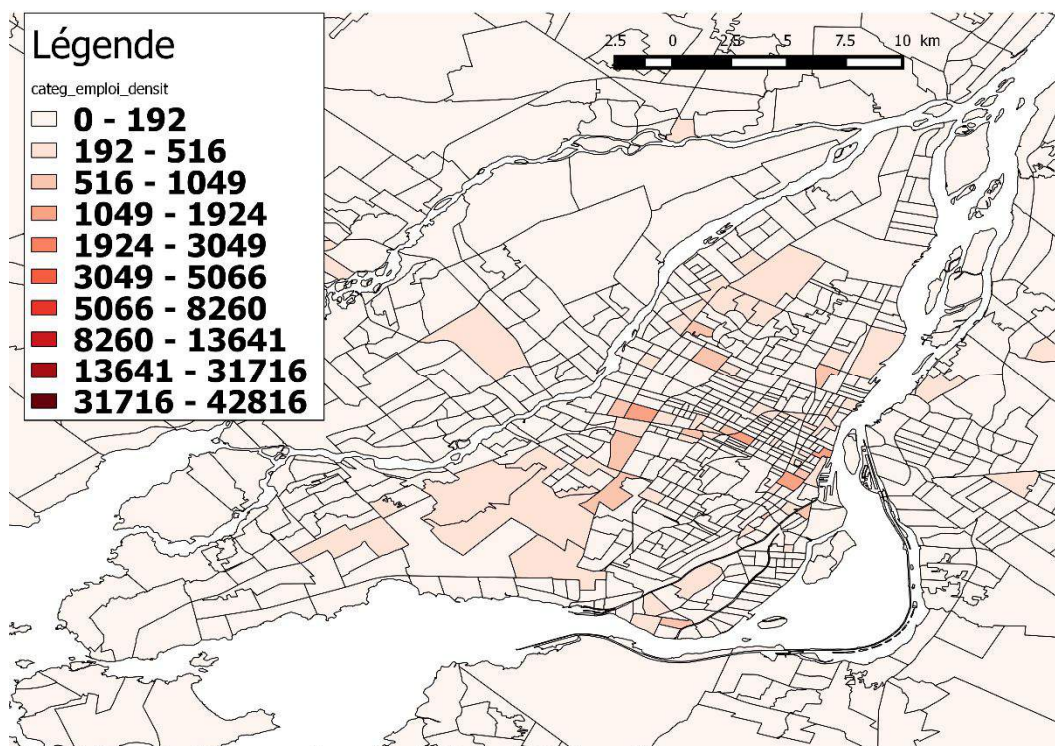 Légende
categ_emploi_densit
0 - 192
192 - 516
516 - 1049
1049 - 1924
1924 - 3049
3049 - 5066
5066 - 8260
8260 - 13641
13641 - 31716
31716 - 42816
2.5 0 2.5 5 7.5 10 km